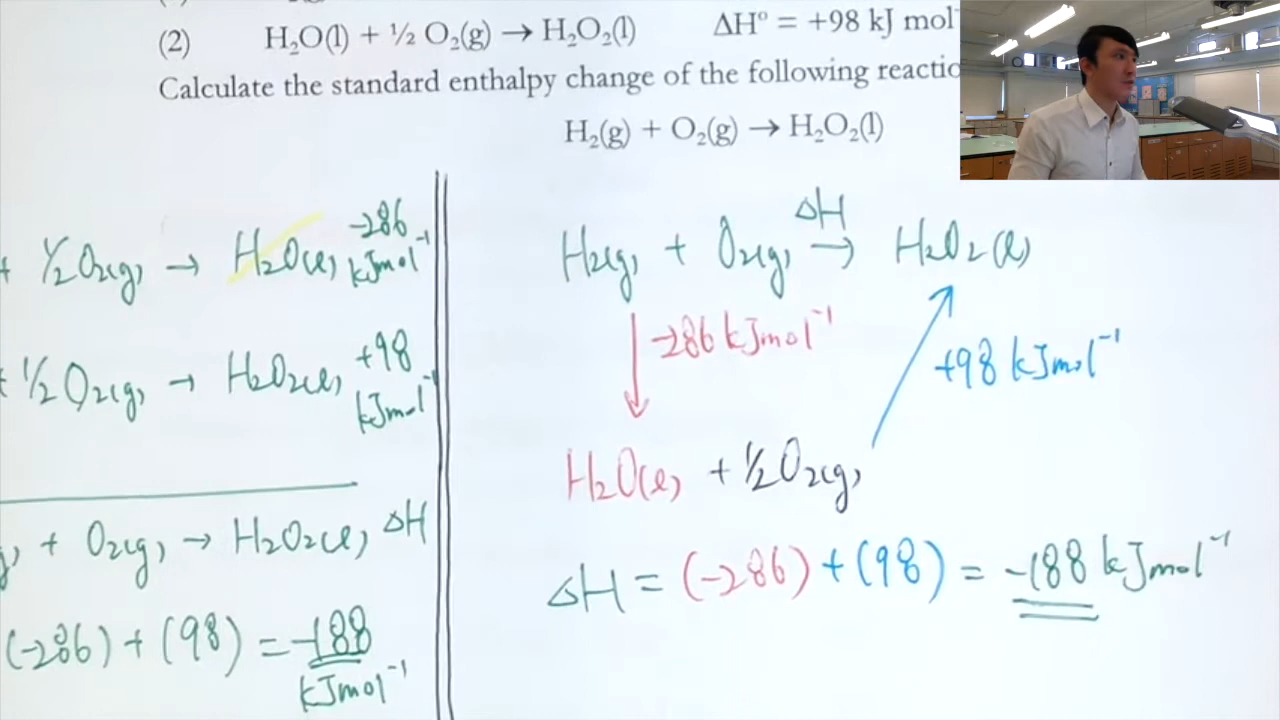 (2) H₂O(l) + ½ O₂(g) → H₂O₂(l) ΔH° = +98 kJ mol
Calculate the standard enthalpy change of the following reactio
H₂(g) + O₂(g) → H₂O₂(l)
+ ½O₂(g) → H₂O(l) -286 kJmol⁻¹
+ ½O₂(g) → H₂O₂(l) +98 kJmol⁻¹
) + O₂(g) → H₂O₂(l) ΔH
(-286) + (98) = -188 kJmol⁻¹
H₂(g) + O₂(g) ΔH → H₂O₂(l)
-286 kJmol⁻¹
+98 kJmol⁻¹
H₂O(l) + ½O₂(g)
ΔH = (-286) + (98) = -188 kJmol⁻¹